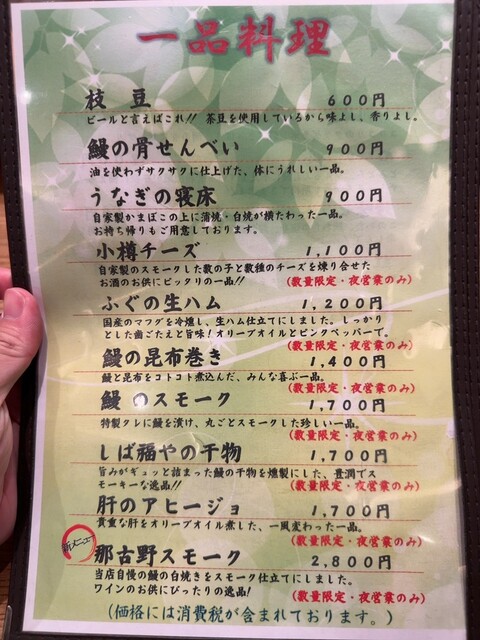 一品料理
枝豆 600円
ビールと言えばこれ!! 茶豆を使用しているから味よし、香りよし。
鰻の骨せんべい 900円
油を使わずサクサクに仕上げた、体にうれしい一品。
うなぎの寝床 900円
自家製かまぼこの上に蒲焼・白焼が横たわった一品。
お持ち帰りもご用意しております。
小樽チーズ 1,100円
自家製のスモークした数の子と数種のチーズを練り合せた
お酒のお供にピッタリの一品!! (数量限定・夜営業のみ)
ふぐの生ハム 1,200円
国産のマフグを冷燻し、生ハム仕立てにしました。しっかり
とした歯ごたえと旨味!オリーブオイルとピンクペッパーで。
(数量限定・夜営業のみ)
鰻の昆布巻き 1,400円
鰻と昆布をコトコト煮込んだ、みんな喜ぶ一品。
(数量限定・夜営業のみ)
鰻 のスモーク 1,700円
特製タレに鰻を漬け、丸ごとスモークした珍しい一品。
(数量限定・夜営業のみ)
しば福やの干物 1,700円
旨みがギュッと詰まった鰻の干物を燻製にした、豊潤でス
モーキーな逸品!! (数量限定・夜営業のみ)
肝のアヒージョ 1,700円
貴重な肝をオリーブオイル煮した、一風変わった一品。
(数量限定・夜営業のみ)
新メニュー
那古野スモーク 2,800円
当店自慢の鰻の白焼きをスモーク仕立てにしました。
ワインのお供にぴったりの逸品! (数量限定・夜営業のみ)
(価格には消費税が含まれております。)